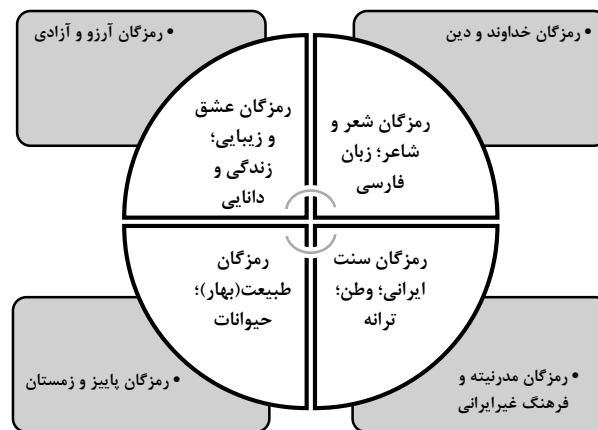 • رمزگان خداوند و دین
• رمزگان آرزو و آزادی
رمزگان شعر و
شاعر؛ زبان
فارسی
رمزگان عشق
و زیبایی؛
زندگی و
دانایی
رمزگان سنت
ایرانی؛ وطن؛
ترانه
رمزگان
طبیعت(بهار)؛
حیوانات
• رمزگان مدرنیته و
فرهنگ غیرایرانی
• رمزگان پاییز و زمستان